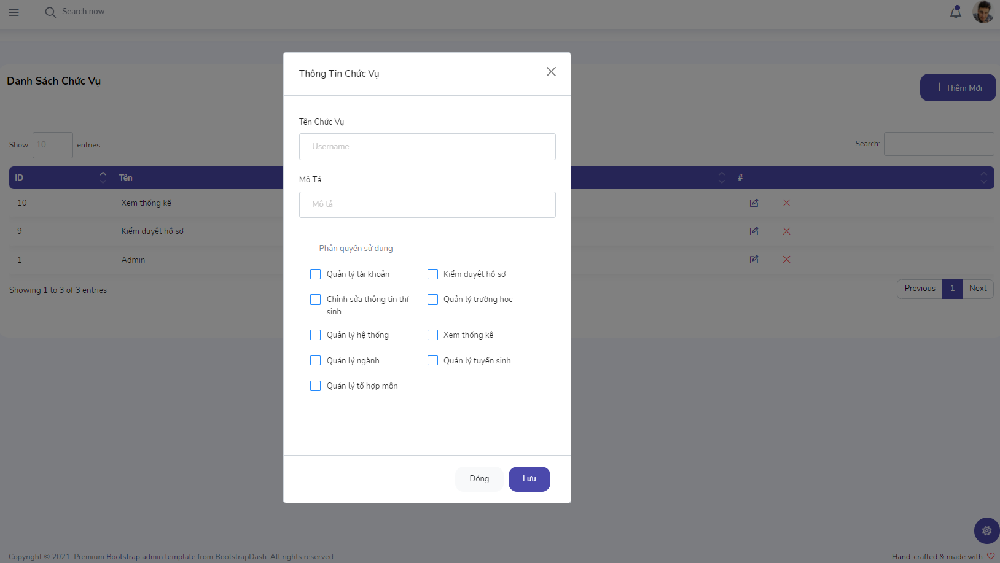 Search now
Danh Sách Chức Vụ
Thêm Mới
Show 10 entries
Search:
ID Tên #
10 Xem thống kế
9 Kiểm duyệt hồ sơ
1 Admin
Showing 1 to 3 of 3 entries
Previous 1 Next
Thông Tin Chức Vụ
Tên Chức Vụ
Username
Mô Tả
Mô tả
Phân quyền sử dụng
Quản lý tài khoản Kiểm duyệt hồ sơ
Chỉnh sửa thông tin thí Quản lý trường học
sinh
Quản lý hệ thống Xem thống kê
Quản lý ngành Quản lý tuyển sinh
Quản lý tổ hợp môn
Đóng Lưu
Copyright © 2021. Premium Bootstrap admin template from BootstrapDash. All rights reserved.
Hand-crafted & made with